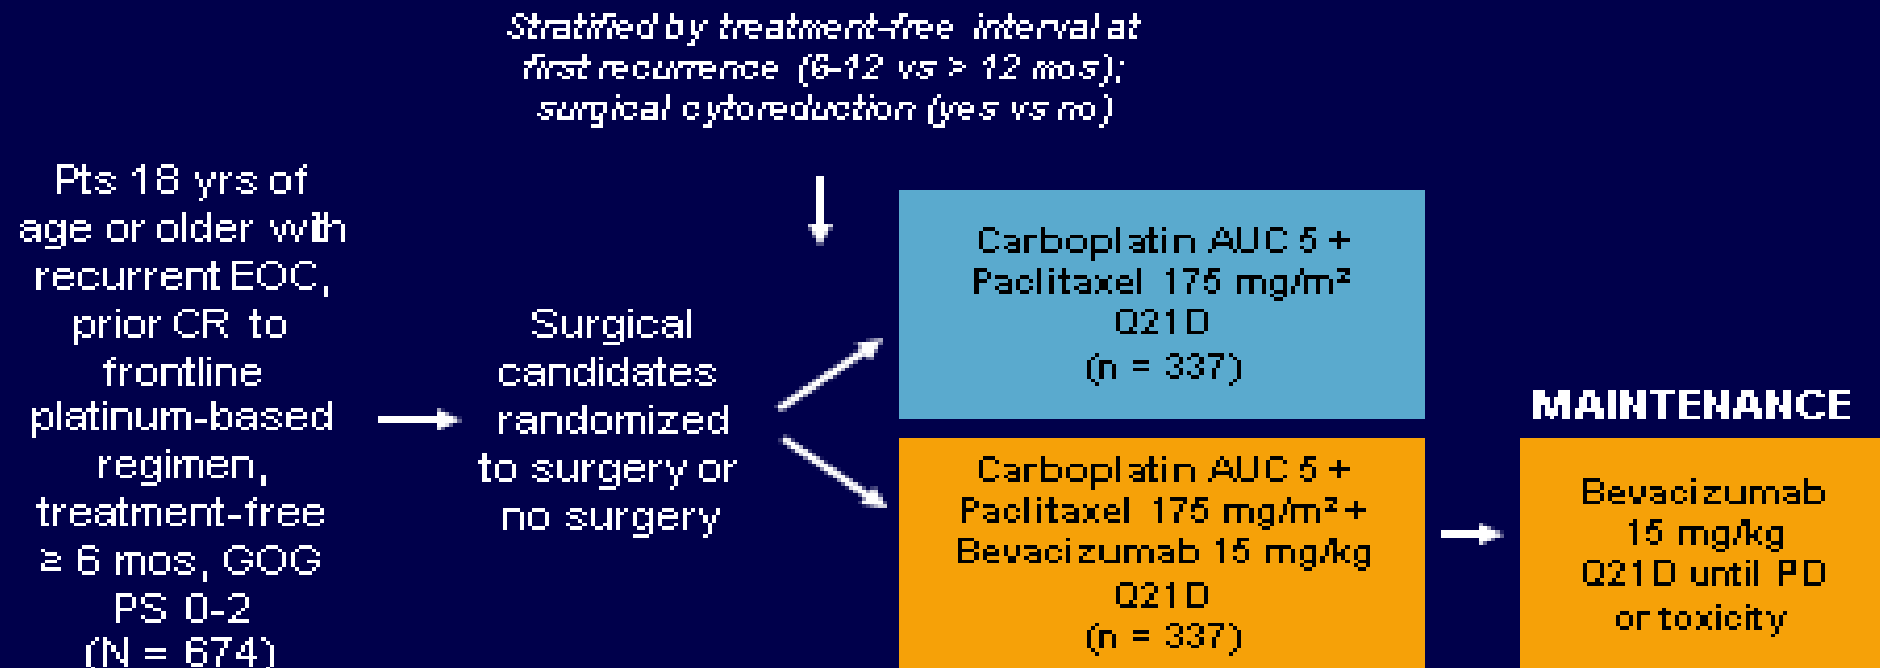 Stratified by treatment-free interval at
first recurrence (6-12 vs > 12 mos);
surgical cytoreduction (yes vs no)
Pts 18 yrs of
age or older with
recurrent EOC,
prior CR to
frontline
platinum-based
regimen,
treatment-free
≥ 6 mos, GOG
PS 0-2
(N = 674)
Surgical
candidates
randomized
to surgery or
no surgery
Carboplatin AUC 5 +
Paclitaxel 175 mg/m²
Q21D
(n = 337)
Carboplatin AUC 5 +
Paclitaxel 175 mg/m² +
Bevacizumab 15 mg/kg
Q21D
(n = 337)
MAINTENANCE
Bevacizumab
15 mg/kg
Q21D until PD
or toxicity